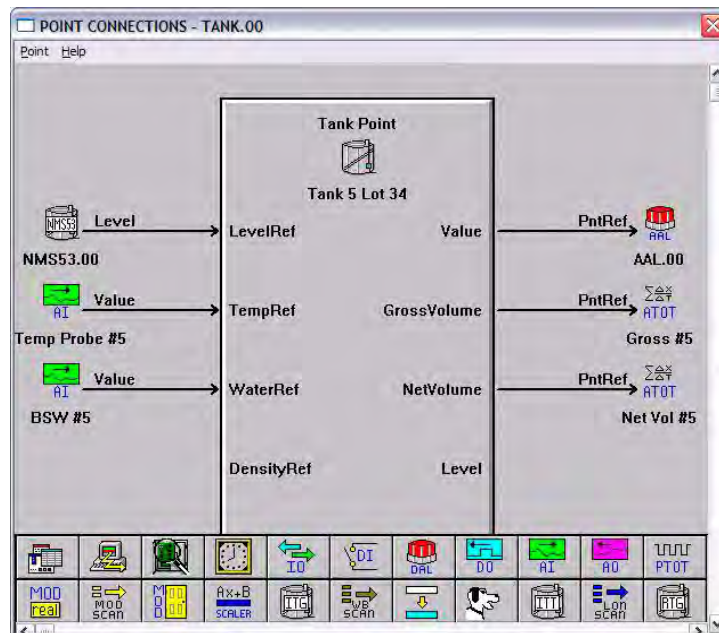 POINT CONNECTIONS - TANK.00
Point Help
Tank Point
Tank 5 Lot 34
NMS53
Level
LevelRef
Value
PntRef
AAL
NMS53.00
AAL.00
AI
Value
TempRef
GrossVolume
PntRef
ATOT
Temp Probe #5
Gross #5
AI
Value
WaterRef
NetVolume
PntRef
ATOT
BSW #5
Net Vol #5
DensityRef
Level
IO
DI
DAL
DO
AI
AO
PTOT
MOD
real
MOD
SCAN
MOD
Ax+B
SCALER
ITG
WB
SCAN
ITT
Lon
SCAN
RTG